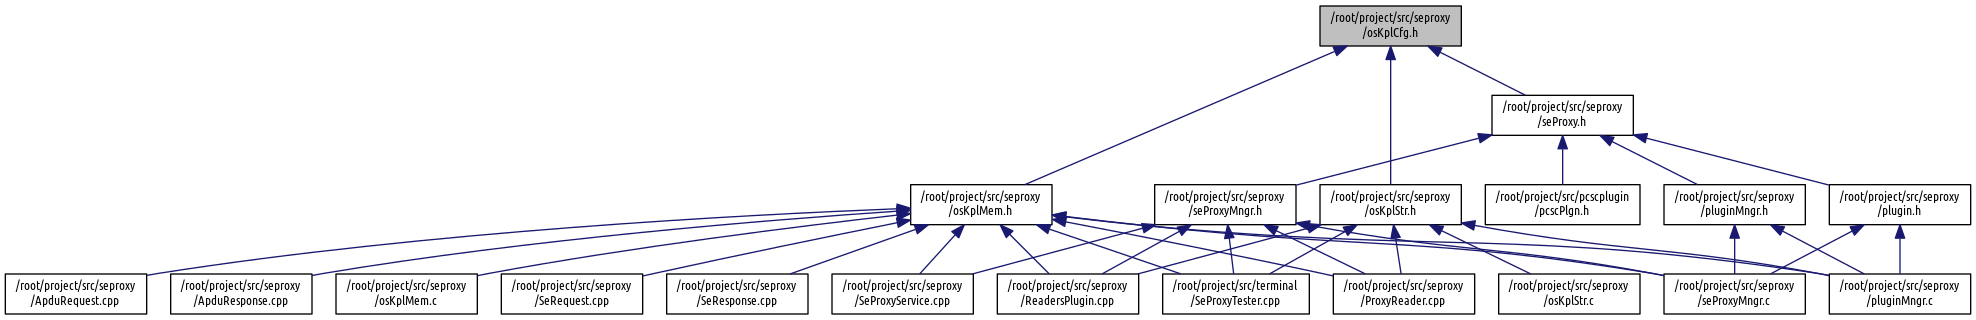 /root/project/src/seproxy
/osKplCfg.h
/root/project/src/seproxy
/seProxy.h
/root/project/src/seproxy
/osKplMem.h
/root/project/src/seproxy
/seProxyMngr.h
/root/project/src/seproxy
/osKplStr.h
/root/project/src/pcscplugin
/pcscPlgn.h
/root/project/src/seproxy
/pluginMngr.h
/root/project/src/seproxy
/plugin.h
/root/project/src/seproxy
/ApduRequest.cpp
/root/project/src/seproxy
/ApduResponse.cpp
/root/project/src/seproxy
/osKplMem.c
/root/project/src/seproxy
/SeRequest.cpp
/root/project/src/seproxy
/SeResponse.cpp
/root/project/src/seproxy
/SeProxyService.cpp
/root/project/src/seproxy
/ReadersPlugin.cpp
/root/project/src/terminal
/SeProxyTester.cpp
/root/project/src/seproxy
/ProxyReader.cpp
/root/project/src/seproxy
/osKplStr.c
/root/project/src/seproxy
/seProxyMngr.c
/root/project/src/seproxy
/pluginMngr.c